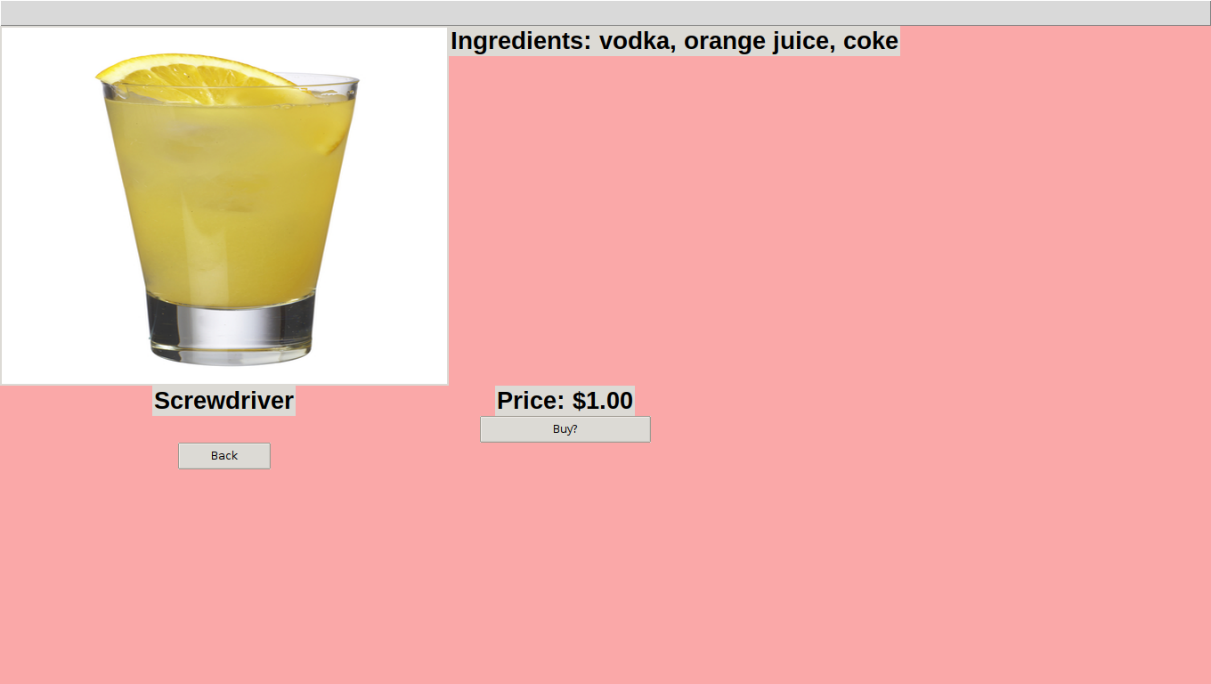 Ingredients: vodka, orange juice, coke
Screwdriver
Price: $1.00
Buy?
Back